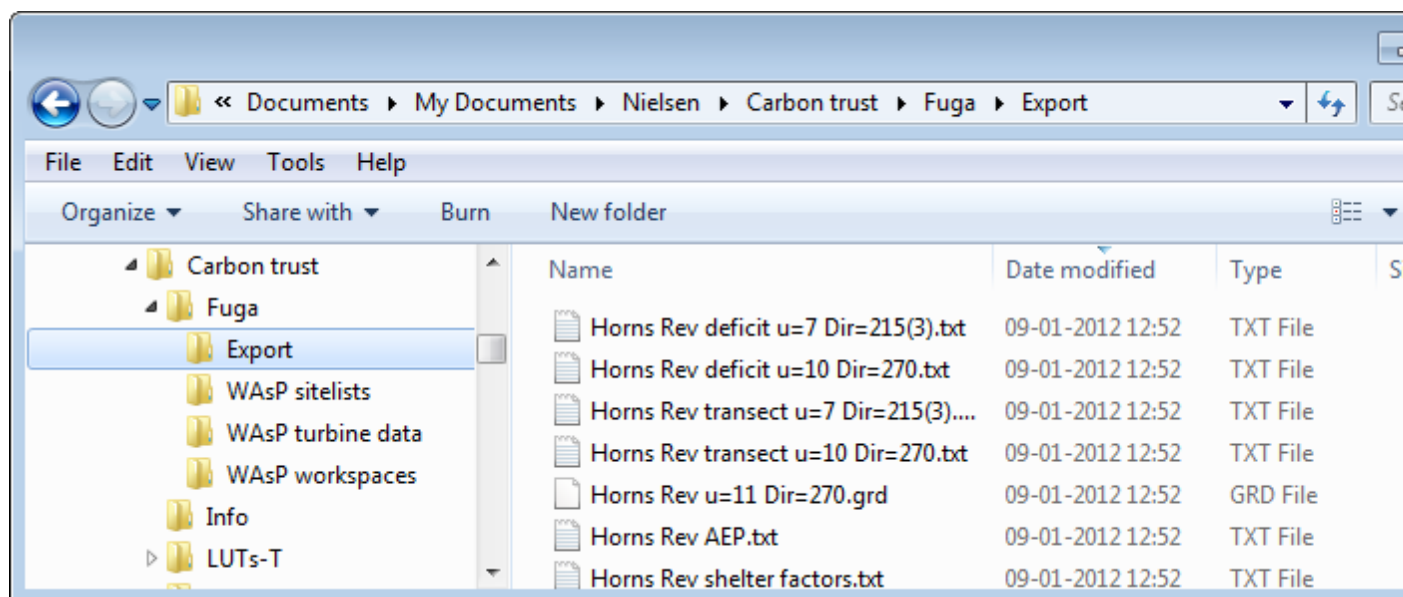 « Documents ▸ My Documents ▸ Nielsen ▸ Carbon trust ▸ Fuga ▸ Export
File Edit View Tools Help
Organize Share with Burn New folder
Carbon trust
Fuga
Export
WAsP sitelists
WAsP turbine data
WAsP workspaces
Info
LUTs-T
Name Date modified Type S
Horns Rev deficit u=7 Dir=215(3).txt 09-01-2012 12:52 TXT File
Horns Rev deficit u=10 Dir=270.txt 09-01-2012 12:52 TXT File
Horns Rev transect u=7 Dir=215(3).... 09-01-2012 12:52 TXT File
Horns Rev transect u=10 Dir=270.txt 09-01-2012 12:52 TXT File
Horns Rev u=11 Dir=270.grd 09-01-2012 12:52 GRD File
Horns Rev AEP.txt 09-01-2012 12:52 TXT File
Horns Rev shelter factors.txt 09-01-2012 12:52 TXT File